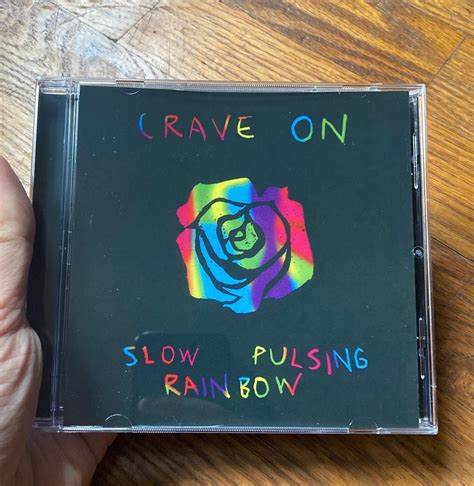 CRAVE ON
SLOW PULSING
RAINBOW